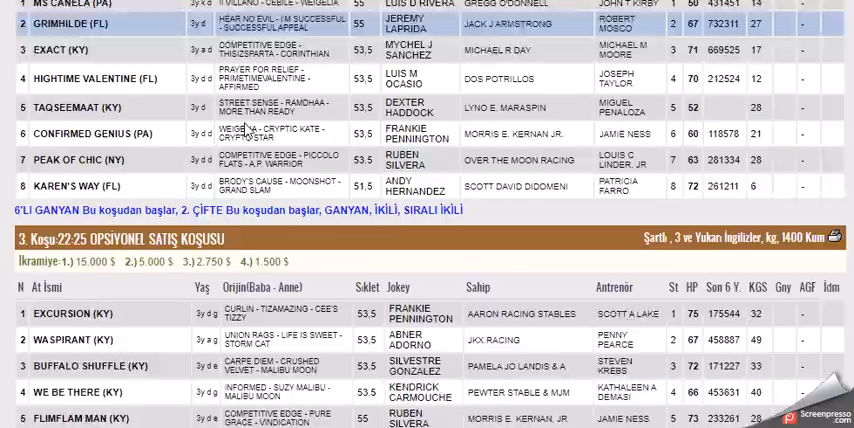 1 MS CANELA (PA) 3y k d IL VILLANO - CEBILE - WEIGELIA 55 LUIS D RIVERA GREGG O'DONNELL JOHN T KIRBY 1 50 431451 14 -
2 GRIMHILDE (FL) 3y d d HEAR NO EVIL - I M SUCCESSFUL - SUCCESSFUL APPEAL 55 JEREMY LAPRIDA JACK J ARMSTRONG ROBERT MOSCO 2 67 732311 27 -
3 EXACT (KY) 3y a d COMPETITIVE EDGE - THISIZSPARTA - CORINTHIAN 53,5 MYCHEL J SANCHEZ MICHAEL R DAY MICHAEL M MOORE 3 71 669525 17 -
4 HIGHTIME VALENTINE (FL) 3y d d PRAYER FOR RELIEF - PRIMETIMEVALENTINE - AFFIRMED 53,5 LUIS M OCASIO DOS POTRILLOS JOSEPH TAYLOR 4 70 212524 12 -
5 TAQSEEMAAT (KY) 3y d STREET SENSE - RAMDHAA - MORE THAN READY 53,5 DEXTER HADDOCK LYNO E. MARASPIN MIGUEL PENALOZA 5 52 28 -
6 CONFIRMED GENIUS (PA) 3y d d CRYPTIC KATE - 53,5 FRANKIE PENNINGTON MORRIS E. KERNAN JR. JAMIE NESS 6 60 118578 21 -
7 PEAK OF CHIC (NY) 3y d d COMPETITIVE EDGE - PICCOLO FLATS - A.P. WARRIOR 53,5 RUBEN SILVERA OVER THE MOON RACING LOUIS C LINDER, JR 7 63 281334 28 -
8 KAREN'S WAY (FL) 3y d d BRODY'S CAUSE - MOONSHOT - GRAND SLAM 51,5 ANDY HERNANDEZ SCOTT DAVID DIDOMENI PATRICIA FARRO 8 72 261211 6 -
6'LI GANYAN Bu koşudan başlar, 2. ÇİFTE Bu koşudan başlar, GANYAN, İKİLİ, SIRALI İKİLİ
3. Koşu:22:25 OPSİYONEL SATIŞ KOŞUSU Şartlı , 3 ve Yukarı İngilizler, kg, 1400 Kum
İkramiye: 1.) 15.000 $ 2.) 5.000 $ 3.) 2.750 $ 4.) 1.500 $
N At İsmi Yaş Orijin(Baba - Anne) Sıklet Jokey Sahip Antrenör St HP Son 6 Y. KGS Gny AGF İdm
1 EXCURSION (KY) 3y d g CURLIN - TIZAMAZING - CEE'S TIZZY 53,5 FRANKIE PENNINGTON AARON RACING STABLES SCOTT A LAKE 1 75 175544 32 -
2 WASPIRANT (KY) 3y a g UNION RAGS - LIFE IS SWEET - STORM CAT 53,5 ABNER ADORNO JKX RACING PENNY PEARCE 2 67 458887 49 -
3 BUFFALO SHUFFLE (KY) 3y d e CARPE DIEM - CRUSHED VELVET - MALIBU MOON 53,5 SILVESTRE GONZALEZ PAMELA JO LANDIS & A STEVEN KREBS 3 72 171227 33 -
4 WE BE THERE (KY) 3y d g INFORMED - SUZY MALIBU - MALIBU MOON 53,5 KENDRICK CARMOUCHE PEWTER STABLE & MJM KATHALEEN A DEMASI 4 66 453631 40 -
5 FLIMFLAM MAN (KY) 3y d e COMPETITIVE EDGE - PURE GRACE - VINDICATION 55 RUBEN SILVERA MORRIS E. KERNAN, JR JAMIE NESS 5 73 233261 28 -
Screenpresso.com